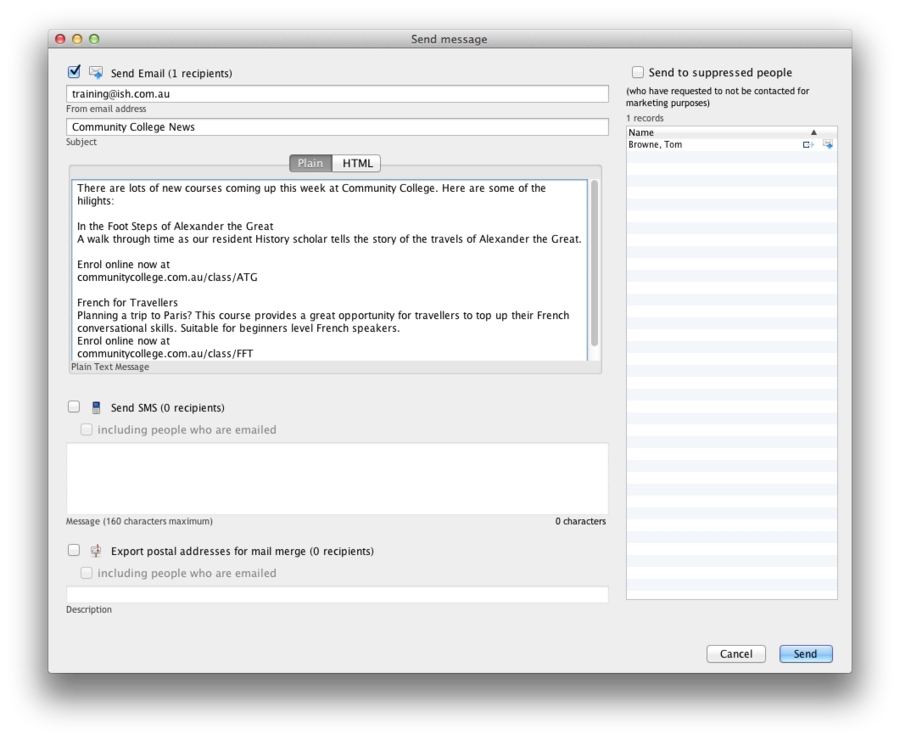 Send message
Send Email (1 recipients)
training@ish.com.au
From email address
Community College News
Subject
Plain HTML
There are lots of new courses coming up this week at Community College. Here are some of the
hilights:
In the Foot Steps of Alexander the Great
A walk through time as our resident History scholar tells the story of the travels of Alexander the Great.
Enrol online now at
communitycollege.com.au/class/ATG
French for Travellers
Planning a trip to Paris? This course provides a great opportunity for travellers to top up their French
conversational skills. Suitable for beginners level French speakers.
Enrol online now at
communitycollege.com.au/class/FFT
Plain Text Message
Send SMS (0 recipients)
including people who are emailed
Message (160 characters maximum) 0 characters
Export postal addresses for mail merge (0 recipients)
including people who are emailed
Description
Send to suppressed people
(who have requested to not be contacted for
marketing purposes)
1 records
Name
Browne, Tom
Cancel Send